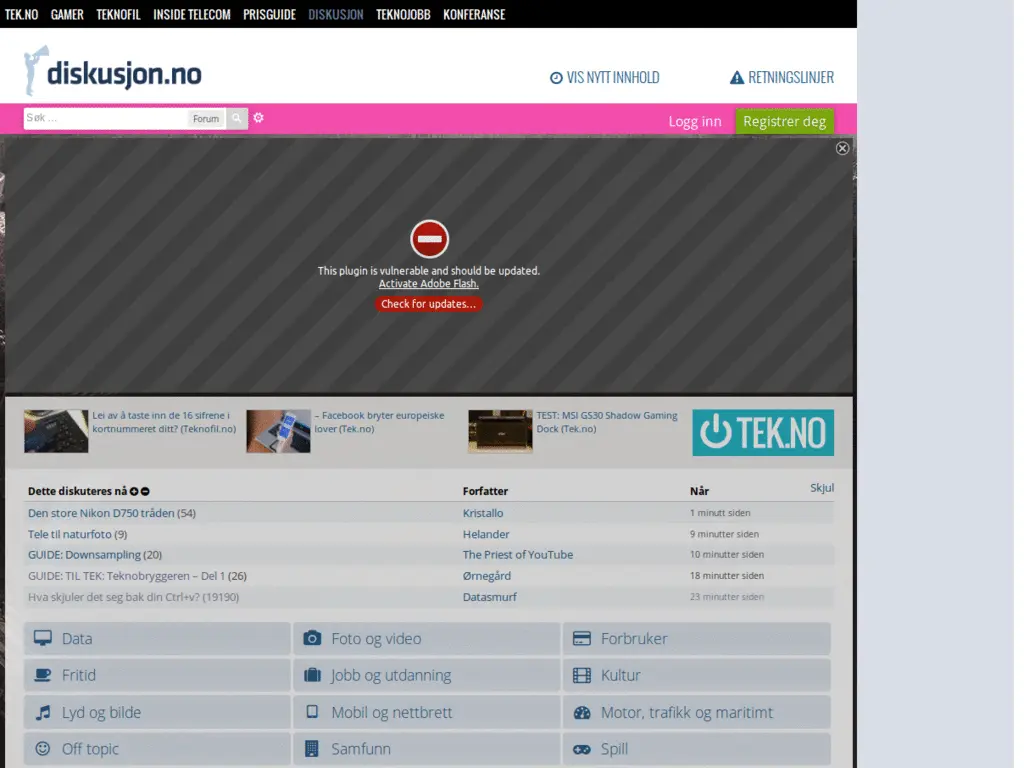 TEK.NO GAMER TEKNOFIL INSIDE TELECOM PRISGUIDE DISKUSJON TEKNOJOBB KONFERANSE
diskusjon.no
VIS NYTT INNHOLD RETNINGSLINJER
Søk ... Forum
Logg inn Registrer deg
This plugin is vulnerable and should be updated.
Activate Adobe Flash.
Check for updates...
Lei av å taste inn de 16 sifrene i
kortnummeret ditt? (Teknofil.no)
– Facebook bryter europeiske
lover (Tek.no)
TEST: MSI GS30 Shadow Gaming
Dock (Tek.no)
TEK.NO
Dette diskuteres nå Forfatter Når Skjul
Den store Nikon D750 tråden (54) Kristallo 1 minutt siden
Tele til naturfoto (9) Helander 9 minutter siden
GUIDE: Downsampling (20) The Priest of YouTube 10 minutter siden
GUIDE: TIL TEK: Teknobryggeren – Del 1 (26) Ørnegård 18 minutter siden
Hva skjuler det seg bak din Ctrl+v? (19190) Datasmurf 23 minutter siden
Data Foto og video Forbruker
Fritid Jobb og utdanning Kultur
Lyd og bilde Mobil og nettbrett Motor, trafikk og maritimt
Off topic Samfunn Spill